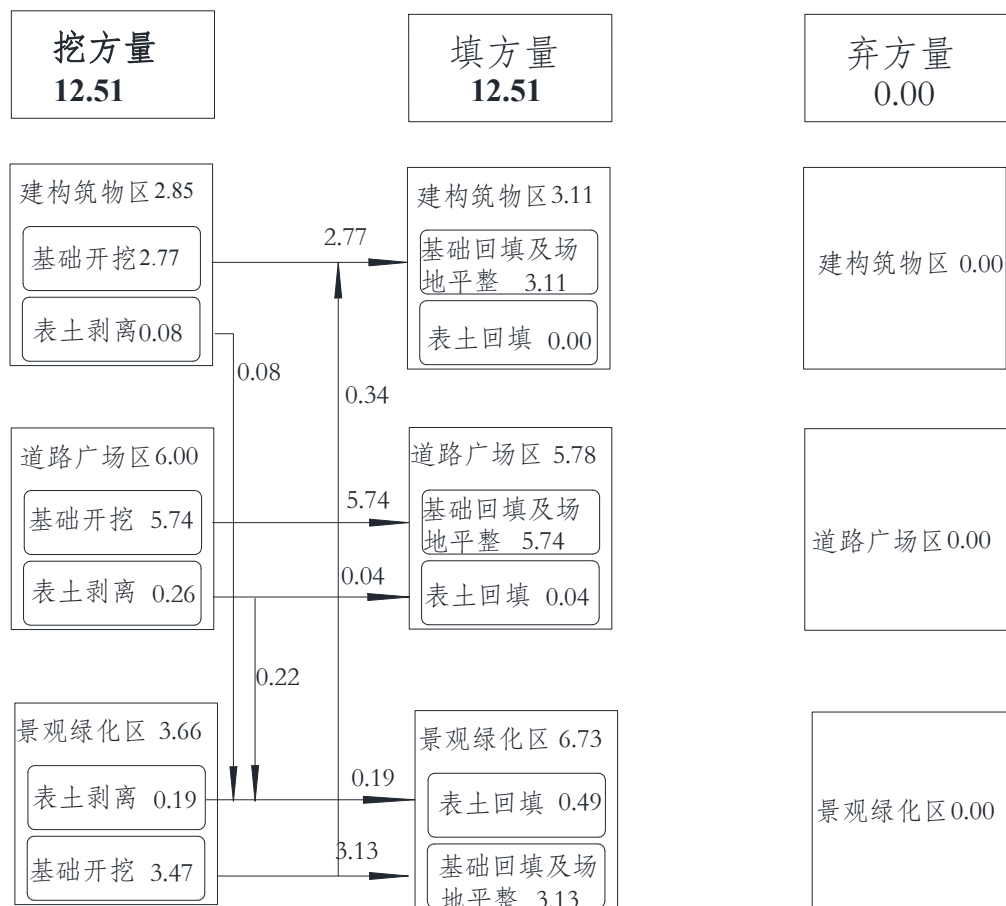 挖方量
12.51
填方量
12.51
弃方量
0.00
建构筑物区2.85
基础开挖2.77
表土剥离0.08
2.77
0.08
0.34
建构筑物区3.11
基础回填及场
地平整 3.11
表土回填 0.00
建构筑物区 0.00
道路广场区6.00
基础开挖 5.74
表土剥离 0.26
5.74
0.04
0.22
道路广场区 5.78
基础回填及场
地平整 5.74
表土回填 0.04
道路广场区0.00
景观绿化区 3.66
表土剥离 0.19
基础开挖 3.47
0.19
3.13
景观绿化区 6.73
表土回填 0.49
基础回填及场
地平整 3.13
景观绿化区0.00